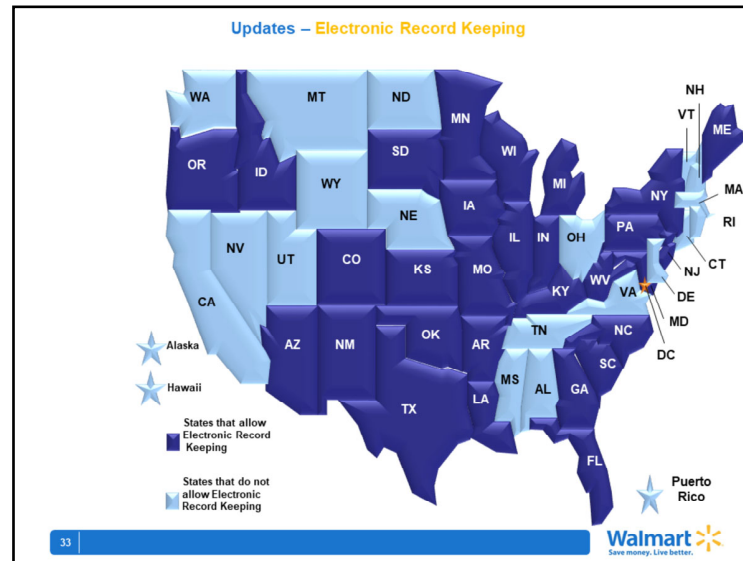 Updates – Electronic Record Keeping
NH
WA
MT
ND
VT
MN
ME
OR
ID
SD
WI
MI
NY
MA
WY
IA
RI
NE
PA
NV
UT
IL
IN
OH
CO
KS
MO
WV
NJ
CT
KY
VA
DE
CA
MD
TN
NC
DC
Alaska
AZ
NM
OK
AR
SC
MS
AL
GA
Hawaii
LA
TX
States that allow
Electronic Record
Keeping
FL
States that do not
allow Electronic
Record Keeping
Puerto
Rico
33
Walmart
Save money. Live better.